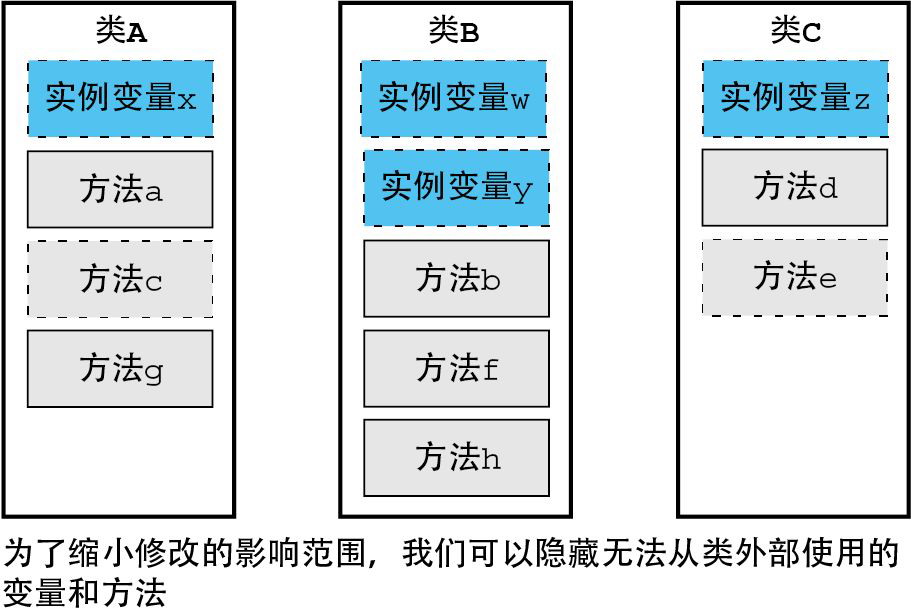 类A
实例变量x
方法a
方法c
方法g
类B
实例变量w
实例变量y
方法b
方法f
方法h
类C
实例变量z
方法d
方法e
为了缩小修改的影响范围，我们可以隐藏无法从类外部使用的
变量和方法